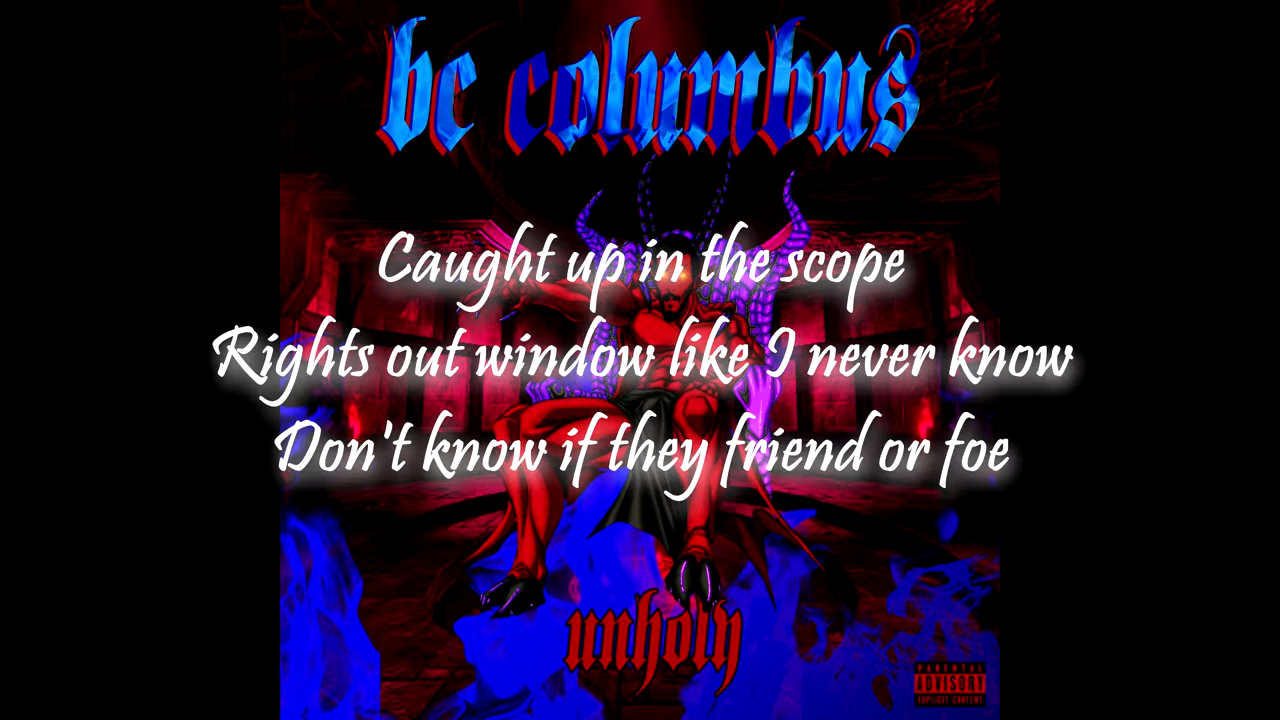 bc columbus
Caught up in the scope
Rights out window like I never know
Don't know if they friend or foe
unholy
PARENTAL
ADVISORY
EXPLICIT CONTENT